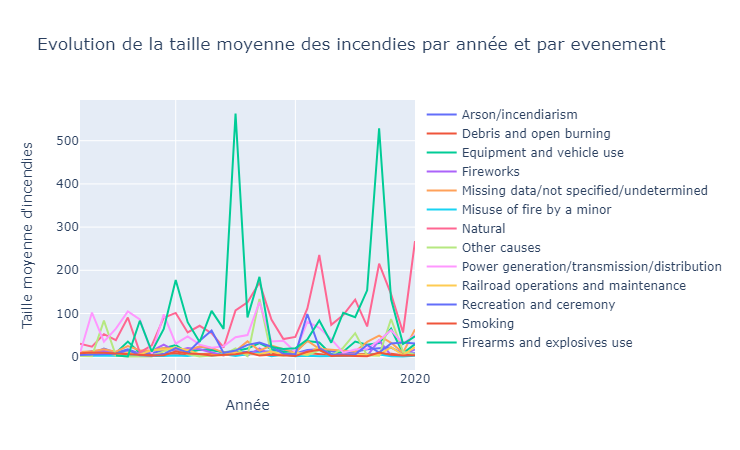 Evolution de la taille moyenne des incendies par année et par evenement
Taille moyenne d'incendies
500
400
300
200
100
0
2000
2010
2020
Année
Arson/incendiarism
Debris and open burning
Equipment and vehicle use
Fireworks
Missing data/not specified/undetermined
Misuse of fire by a minor
Natural
Other causes
Power generation/transmission/distribution
Railroad operations and maintenance
Recreation and ceremony
Smoking
Firearms and explosives use